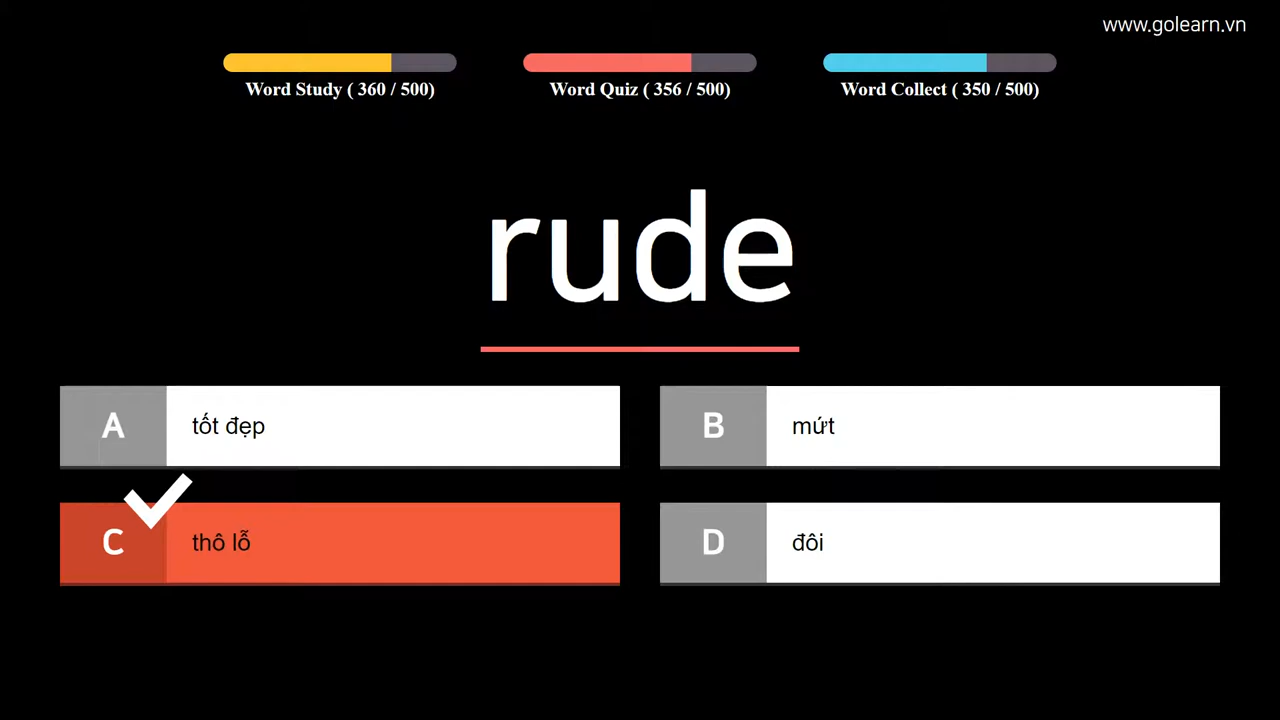 www.golearn.vn
Word Study ( 360 / 500)
Word Quiz ( 356 / 500)
Word Collect ( 350 / 500)
rude
A tốt đẹp
B mứt
C thô lỗ
D đôi